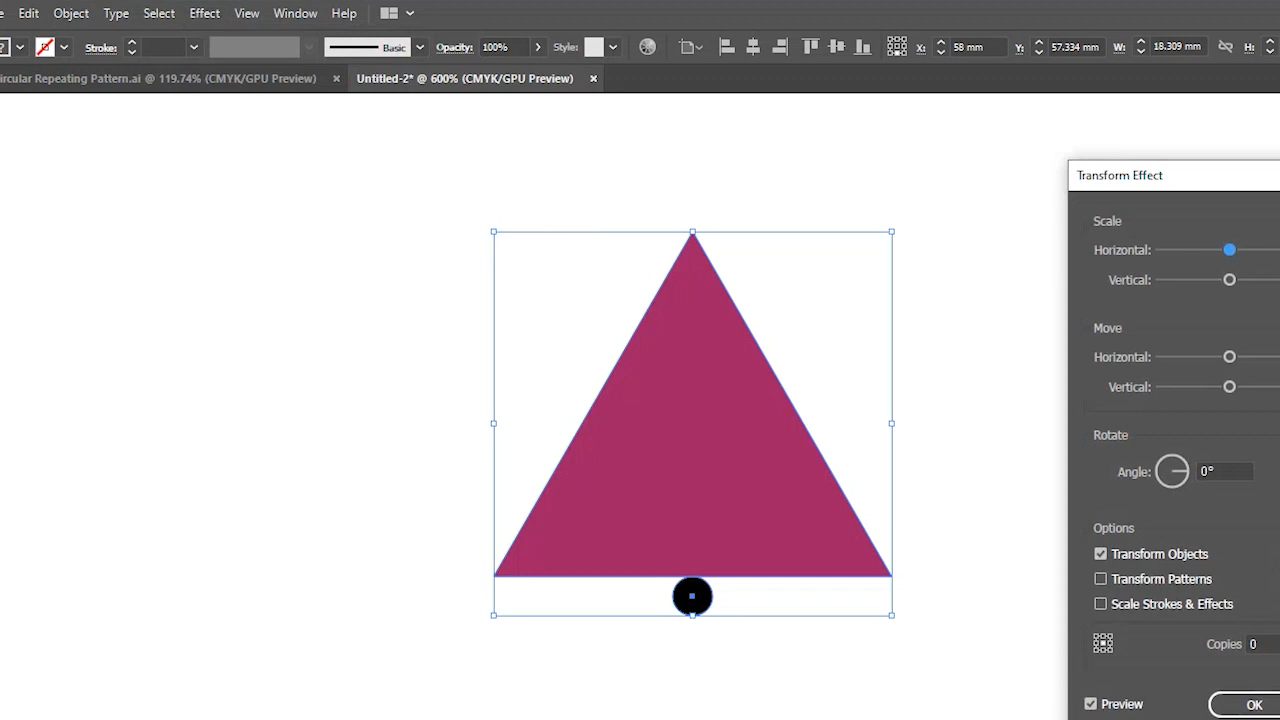 Edit Object Type Select Effect View Window Help
Stroke: Basic Opacity: 100% Style: X: 58 mm Y: 57.334 mm W: 18.309 mm H:
ircular Repeating Pattern.ai @ 119.74% (CMYK/GPU Preview) × Untitled-2* @ 600% (CMYK/GPU Preview) ×
Transform Effect
Scale
Horizontal:
Vertical:
Move
Horizontal:
Vertical:
Rotate
Angle: 0°
Options
Transform Objects
Transform Patterns
Scale Strokes & Effects
Copies 0
Preview OK